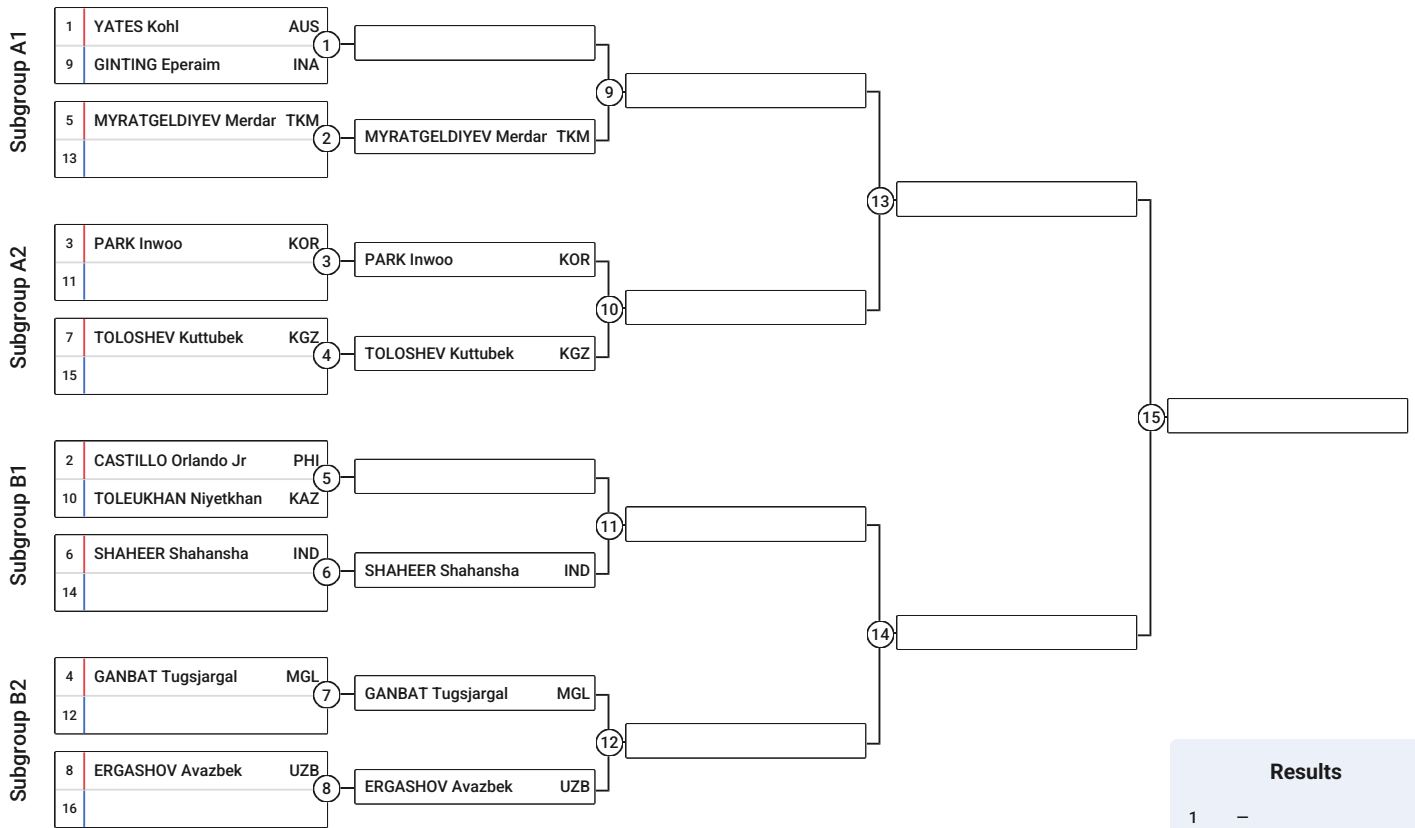 Subgroup A1
1 YATES Kohl AUS
9 GINTING Eperaim INA
1
5 MYRATGELDIYEV Merdar TKM
13
2
MYRATGELDIYEV Merdar TKM
9
Subgroup A2
3 PARK Inwoo KOR
11
3
PARK Inwoo KOR
7 TOLOSHEV Kuttubek KGZ
15
4
TOLOSHEV Kuttubek KGZ
10
13
Subgroup B1
2 CASTILLO Orlando Jr PHI
10 TOLEUKHAN Niyetkhan KAZ
5
6 SHAHEER Shahansha IND
14
6
SHAHEER Shahansha IND
11
Subgroup B2
4 GANBAT Tugsjargal MGL
12
7
GANBAT Tugsjargal MGL
8 ERGASHOV Avazbek UZB
16
8
ERGASHOV Avazbek UZB
12
14
15
Results
1 –